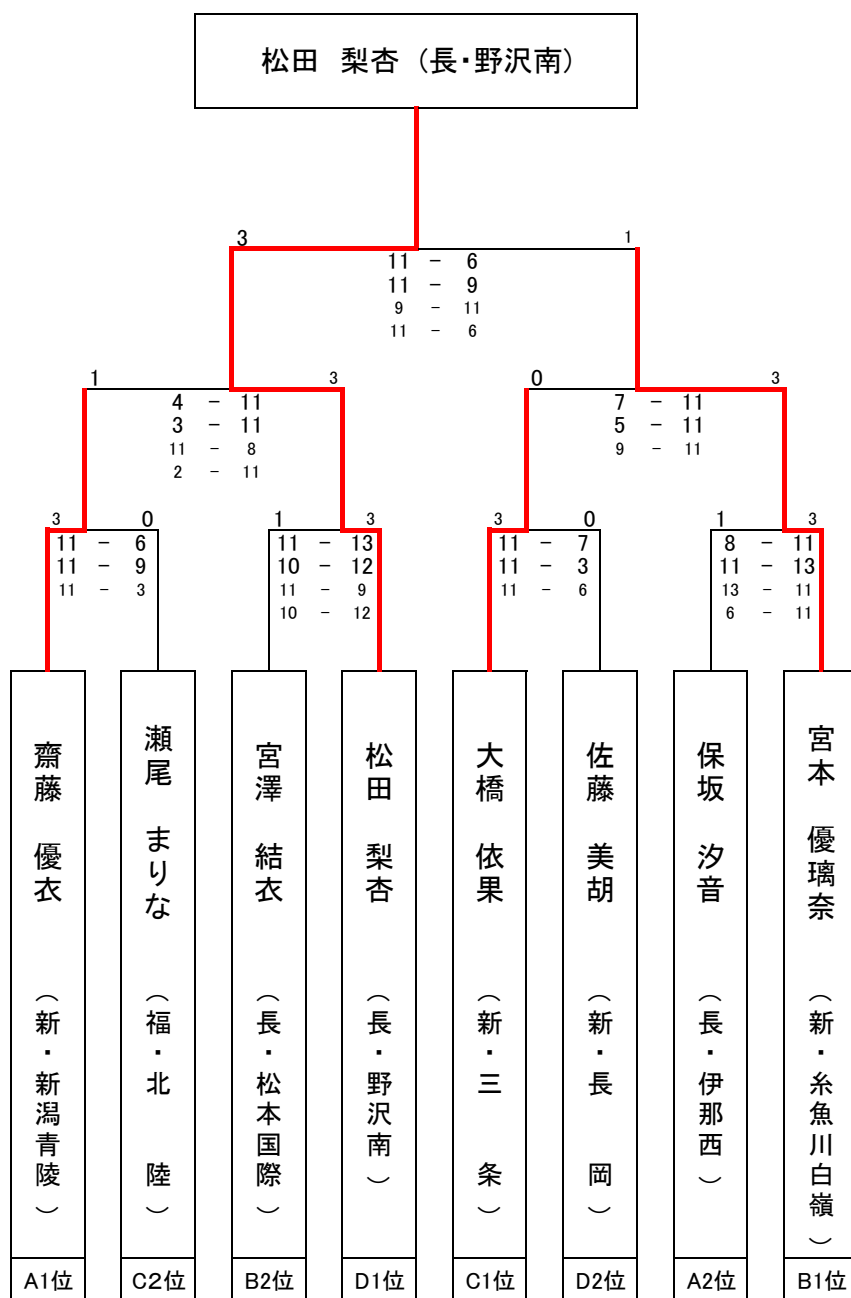 松田 梨杏（長・野沢南）
3 1
11 － 6
11 － 9
9 － 11
11 － 6
1 3 0 3
4 － 11 7 － 11
3 － 11 5 － 11
11 － 8 9 － 11
2 － 11
3 0 1 3 3 0 1 3
11 － 6 11 － 13 11 － 7 8 － 11
11 － 9 10 － 12 11 － 3 11 － 13
11 － 3 11 － 9 11 － 6 13 － 11
10 － 12 6 － 11
齋藤 優衣 （新・新潟青陵）
瀬尾 まりな （福・北 陸）
宮澤 結衣 （長・松本国際）
松田 梨杏 （長・野沢南）
大橋 依果 （新・三 条）
佐藤 美胡 （新・長 岡）
保坂 汐音 （長・伊那西）
宮本 優璃奈 （新・糸魚川白嶺）
A1位 C2位 B2位 D1位 C1位 D2位 A2位 B1位